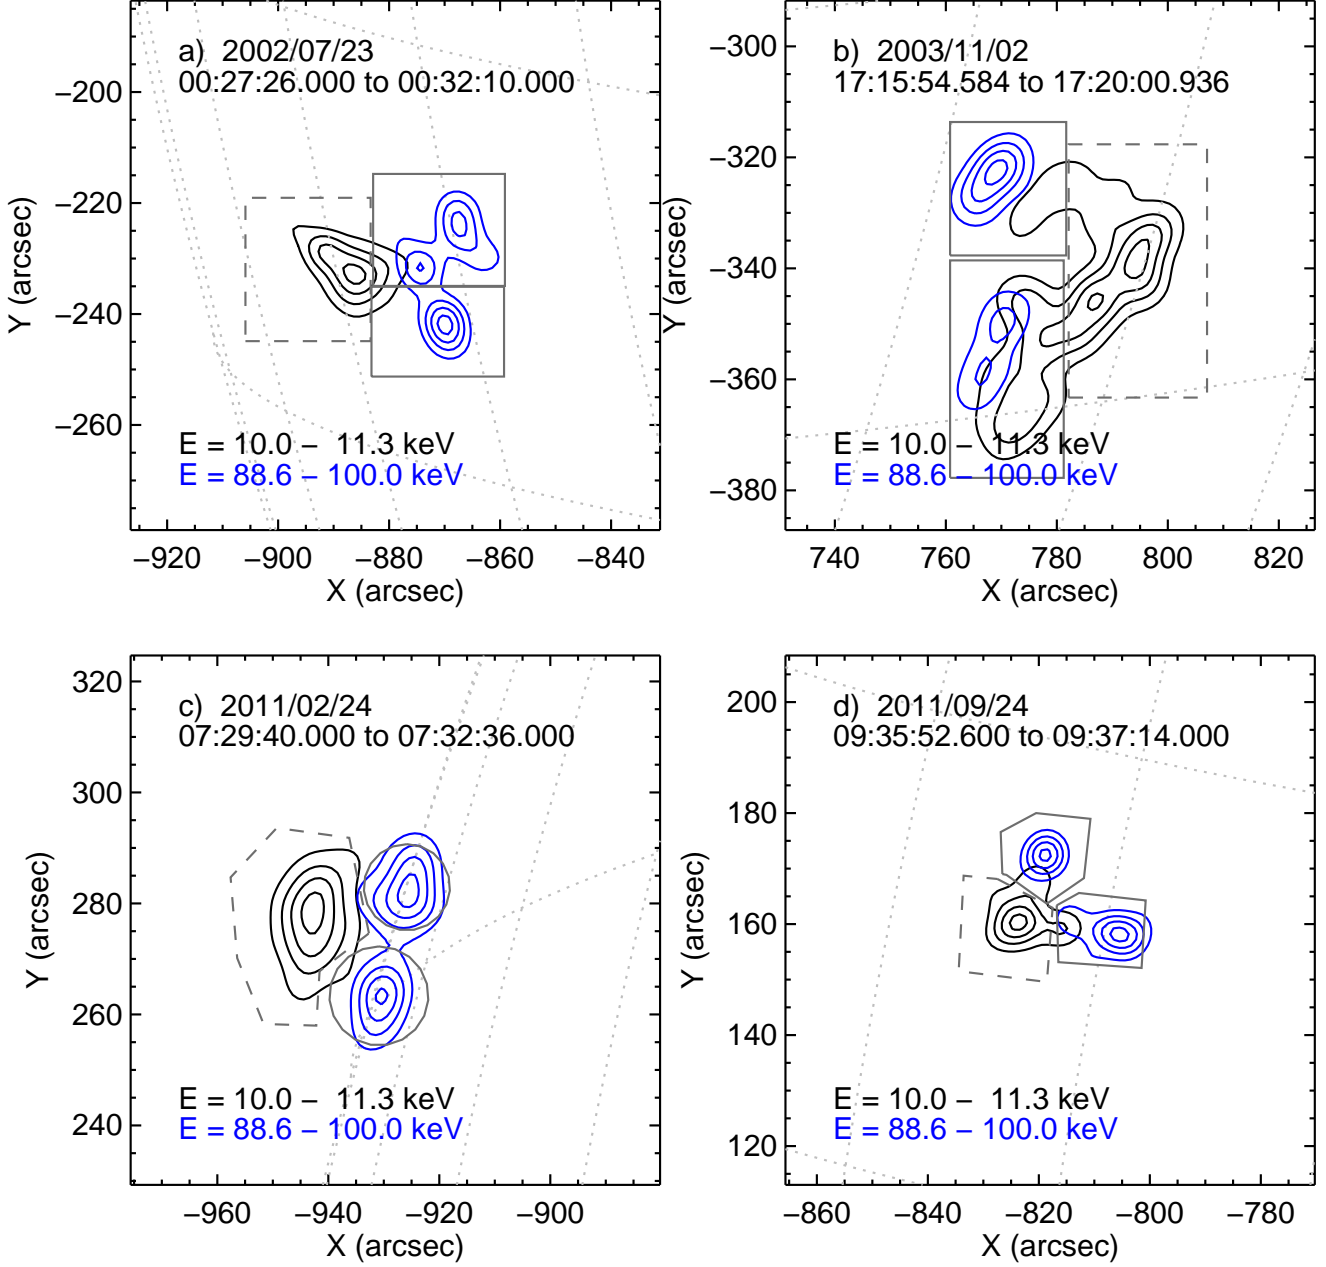 a) 2002/07/23
00:27:26.000 to 00:32:10.000
−200
−220
−240
−260
Y (arcsec)
E = 10.0 − 11.3 keV
E = 88.6 − 100.0 keV
−920 −900 −880 −860 −840
X (arcsec)
b) 2003/11/02
17:15:54.584 to 17:20:00.936
−300
−320
−340
−360
−380
Y (arcsec)
E = 10.0 − 11.3 keV
E = 88.6 − 100.0 keV
740 760 780 800 820
X (arcsec)
c) 2011/02/24
07:29:40.000 to 07:32:36.000
320
300
280
260
240
Y (arcsec)
E = 10.0 − 11.3 keV
E = 88.6 − 100.0 keV
−960 −940 −920 −900
X (arcsec)
d) 2011/09/24
09:35:52.600 to 09:37:14.000
200
180
160
140
120
Y (arcsec)
E = 10.0 − 11.3 keV
E = 88.6 − 100.0 keV
−860 −840 −820 −800 −780
X (arcsec)